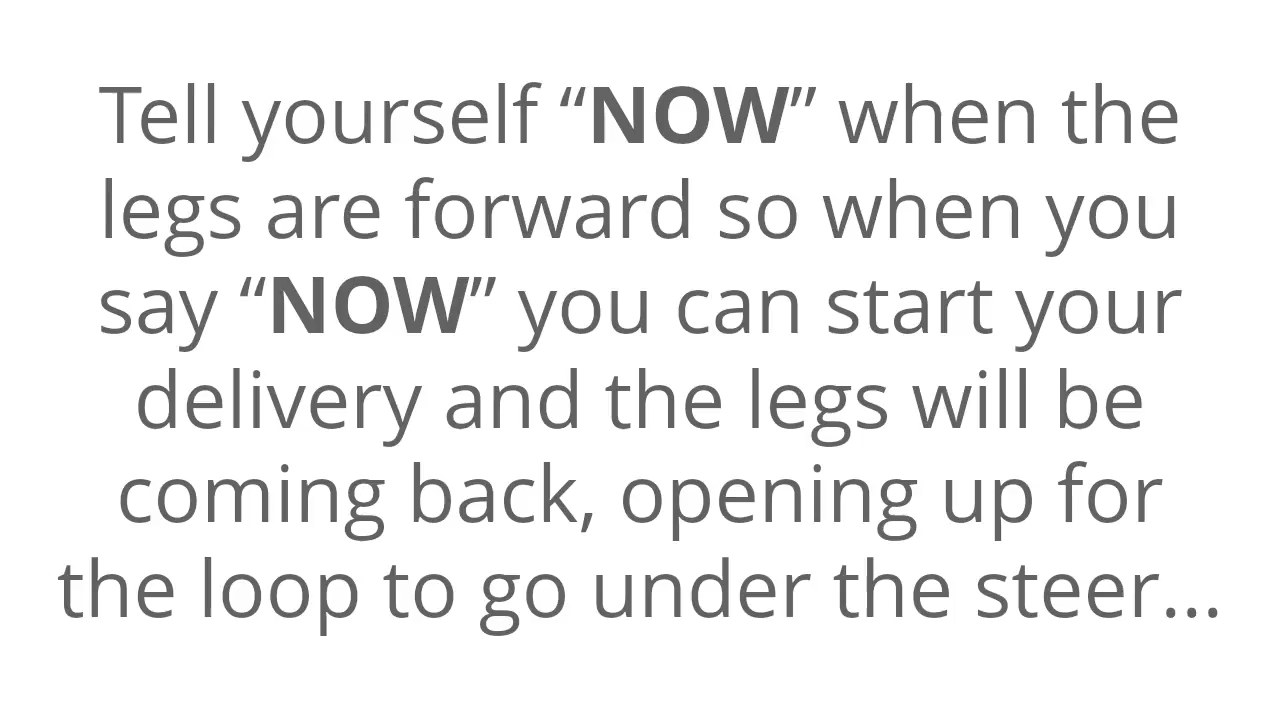 Tell yourself “NOW” when the
legs are forward so when you
say “NOW” you can start your
delivery and the legs will be
coming back, opening up for
the loop to go under the steer...